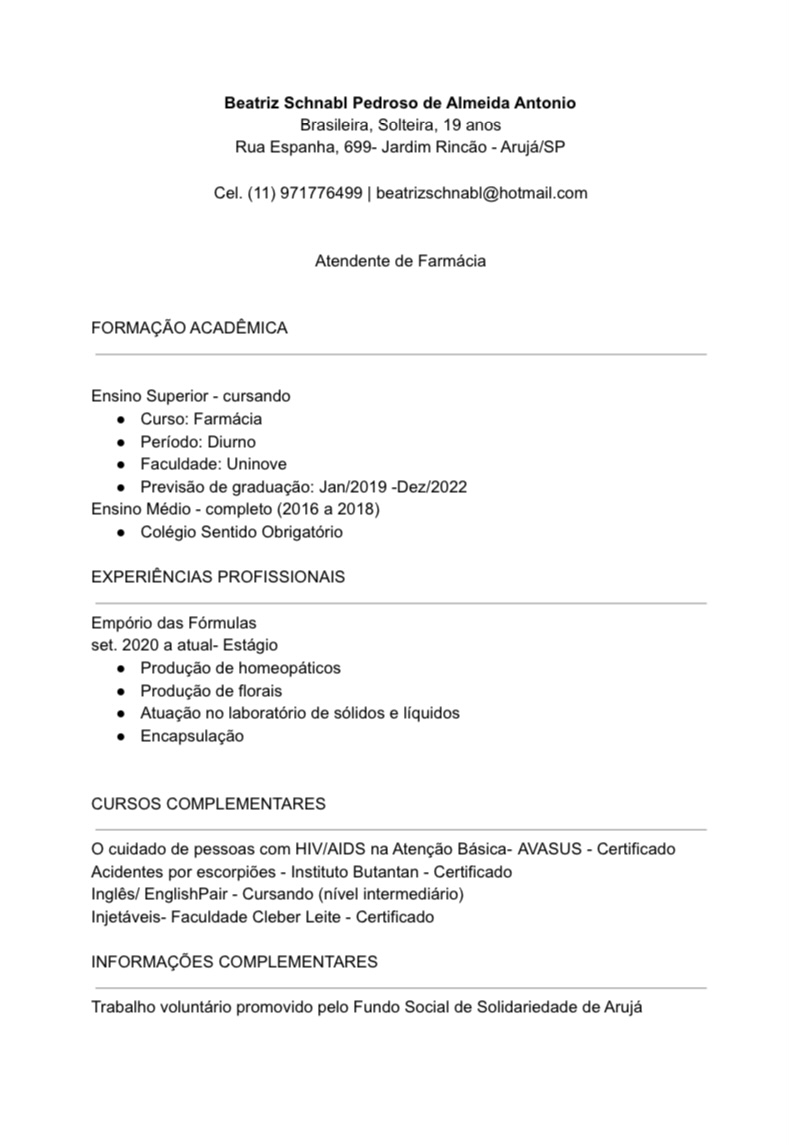 Beatriz Schnabl Pedroso de Almeida Antonio
Brasileira, Solteira, 19 anos
Rua Espanha, 699- Jardim Rincão - Arujá/SP
Cel. (11) 971776499 | beatrizschnabl@hotmail.com
Atendente de Farmácia
FORMAÇÃO ACADÊMICA
Ensino Superior - cursando
● Curso: Farmácia
● Período: Diurno
● Faculdade: Uninove
● Previsão de graduação: Jan/2019 -Dez/2022
Ensino Médio - completo (2016 a 2018)
● Colégio Sentido Obrigatório
EXPERIÊNCIAS PROFISSIONAIS
Empório das Fórmulas
set. 2020 a atual- Estágio
● Produção de homeopáticos
● Produção de florais
● Atuação no laboratório de sólidos e líquidos
● Encapsulação
CURSOS COMPLEMENTARES
O cuidado de pessoas com HIV/AIDS na Atenção Básica- AVASUS - Certificado
Acidentes por escorpiões - Instituto Butantan - Certificado
Inglês/ EnglishPair - Cursando (nível intermediário)
Injetáveis- Faculdade Cleber Leite - Certificado
INFORMAÇÕES COMPLEMENTARES
Trabalho voluntário promovido pelo Fundo Social de Solidariedade de Arujá